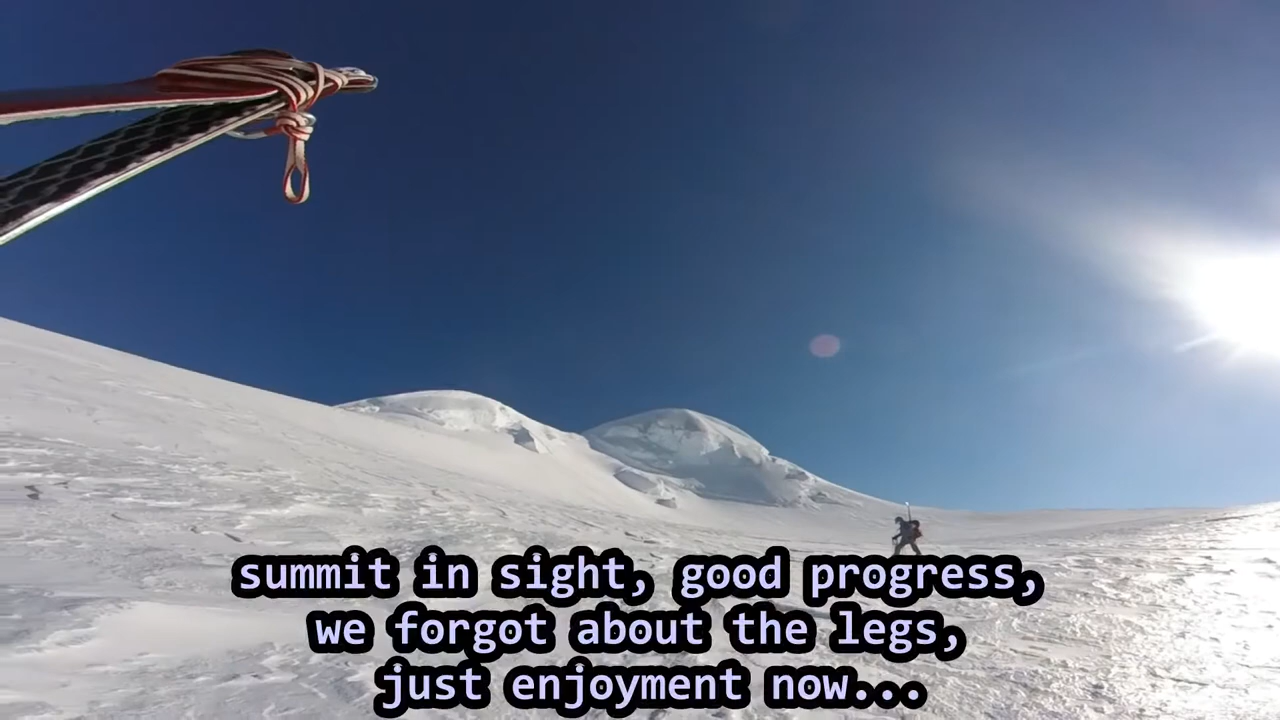 summit in sight, good progress,
we forgot about the legs,
just enjoyment now...